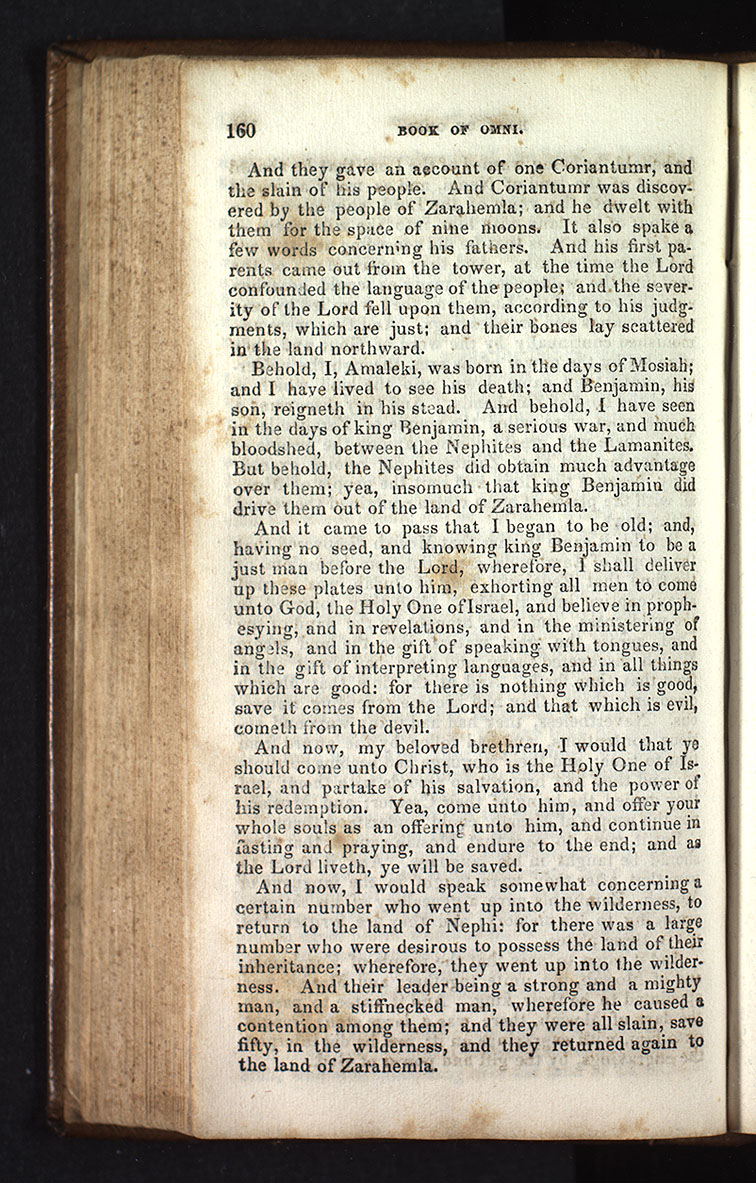 160 BOOK OF OMNI.
And they gave an account of one Coriantumr, and
the slain of his people. And Coriantumr was discov-
ered by the people of Zarahemla; and he dwelt with
them for the space of nine moons. It also spake a
few words concerning his fathers. And his first pa-
rents came out from the tower, at the time the Lord
confounded the language of the people; and the sever-
ity of the Lord fell upon them, according to his judg-
ments, which are just; and their bones lay scattered
in the land northward.
Behold, I, Amaleki, was born in the days of Mosiah;
and I have lived to see his death; and Benjamin, his
son, reigneth in his stead. And behold, I have seen
in the days of king Benjamin, a serious war, and much
bloodshed, between the Nephites and the Lamanites.
But behold, the Nephites did obtain much advantage
over them; yea, insomuch that king Benjamin did
drive them out of the land of Zarahemla.
And it came to pass that I began to be old; and,
having no seed, and knowing king Benjamin to be a
just man before the Lord, wherefore, I shall deliver
up these plates unto him, exhorting all men to come
unto God, the Holy One of Israel, and believe in proph-
esying, and in revelations, and in the ministering of
angels, and in the gift of speaking with tongues, and
in the gift of interpreting languages, and in all things
which are good: for there is nothing which is good,
save it comes from the Lord; and that which is evil,
cometh from the devil.
And now, my beloved brethren, I would that ye
should come unto Christ, who is the Holy One of Is-
rael, and partake of his salvation, and the power of
his redemption. Yea, come unto him, and offer your
whole souls as an offering unto him, and continue in
fasting and praying, and endure to the end; and as
the Lord liveth, ye will be saved.
And now, I would speak somewhat concerning a
certain number who went up into the wilderness, to
return to the land of Nephi: for there was a large
number who were desirous to possess the land of their
inheritance; wherefore, they went up into the wilder-
ness. And their leader being a strong and a mighty
man, and a stiffnecked man, wherefore he caused a
contention among them; and they were all slain, save
fifty, in the wilderness, and they returned again to
the land of Zarahemla.